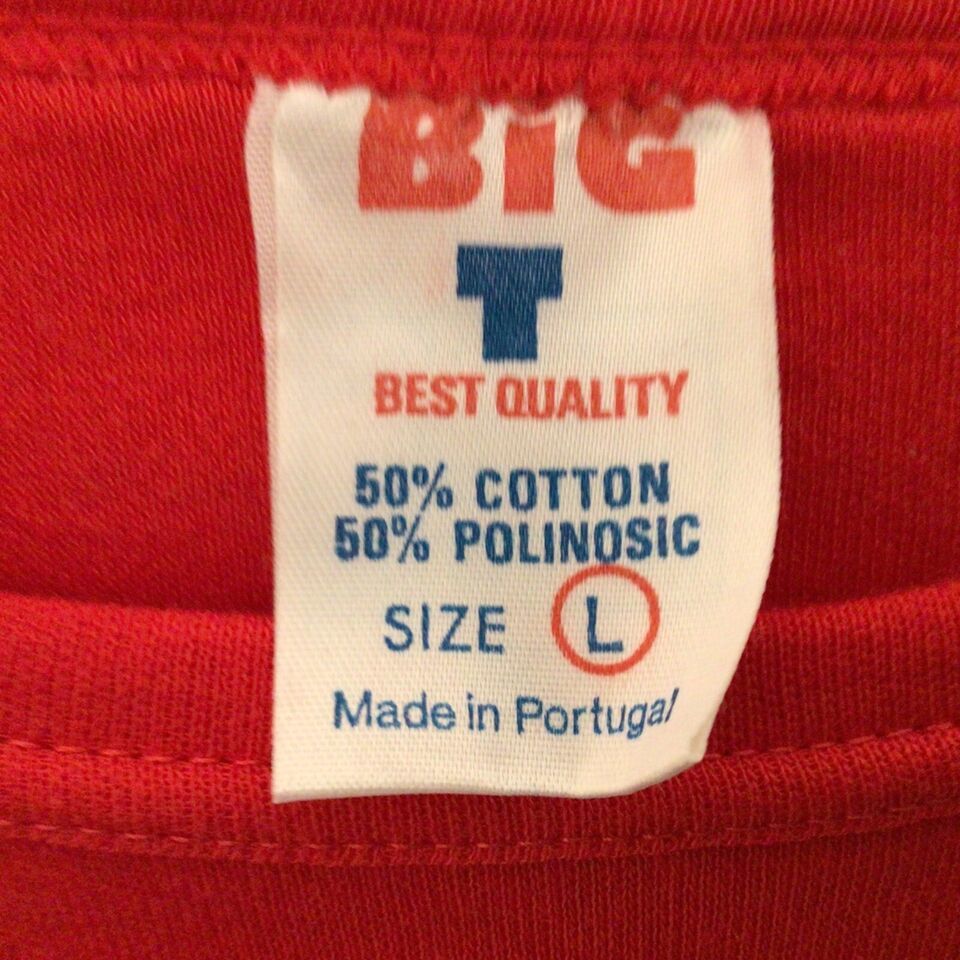 BiG
T
BEST QUALITY
50% COTTON
50% POLINOSIC
SIZE L
Made in Portugal